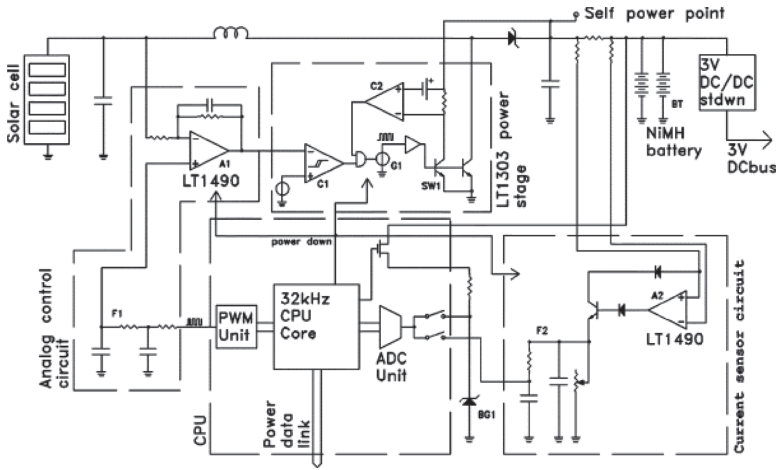 Self power point
Solar cell
C2
3V
DC/DC
stdwn
BT
NiMH
battery
3V
DCbus
A1
LT1490
C1
G1
SW1
LT1303 power
stage
power down
Analog control
circuit
F1
PWM
Unit
32kHz
CPU
Core
ADC
Unit
CPU
Power
data
link
BG1
F2
A2
LT1490
Current sensor circuit